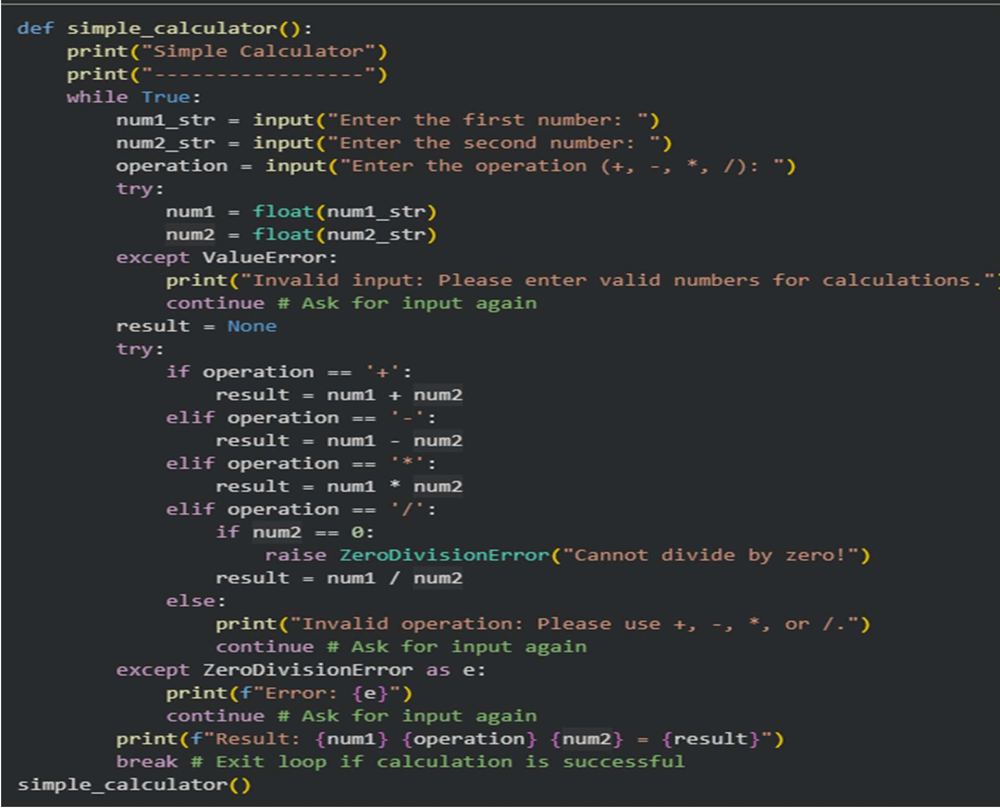 def simple_calculator():
    print("Simple Calculator")
    print("-----------------")
    while True:
        num1_str = input("Enter the first number: ")
        num2_str = input("Enter the second number: ")
        operation = input("Enter the operation (+, -, *, /): ")
        try:
            num1 = float(num1_str)
            num2 = float(num2_str)
        except ValueError:
            print("Invalid input: Please enter valid numbers for calculations.")
            continue # Ask for input again
        result = None
        try:
            if operation == '+':
                result = num1 + num2
            elif operation == '-':
                result = num1 - num2
            elif operation == '*':
                result = num1 * num2
            elif operation == '/':
                if num2 == 0:
                    raise ZeroDivisionError("Cannot divide by zero!")
                result = num1 / num2
            else:
                print("Invalid operation: Please use +, -, *, or /.")
                continue # Ask for input again
        except ZeroDivisionError as e:
            print(f"Error: {e}")
            continue # Ask for input again
        print(f"Result: {num1} {operation} {num2} = {result}")
        break # Exit loop if calculation is successful
simple_calculator()